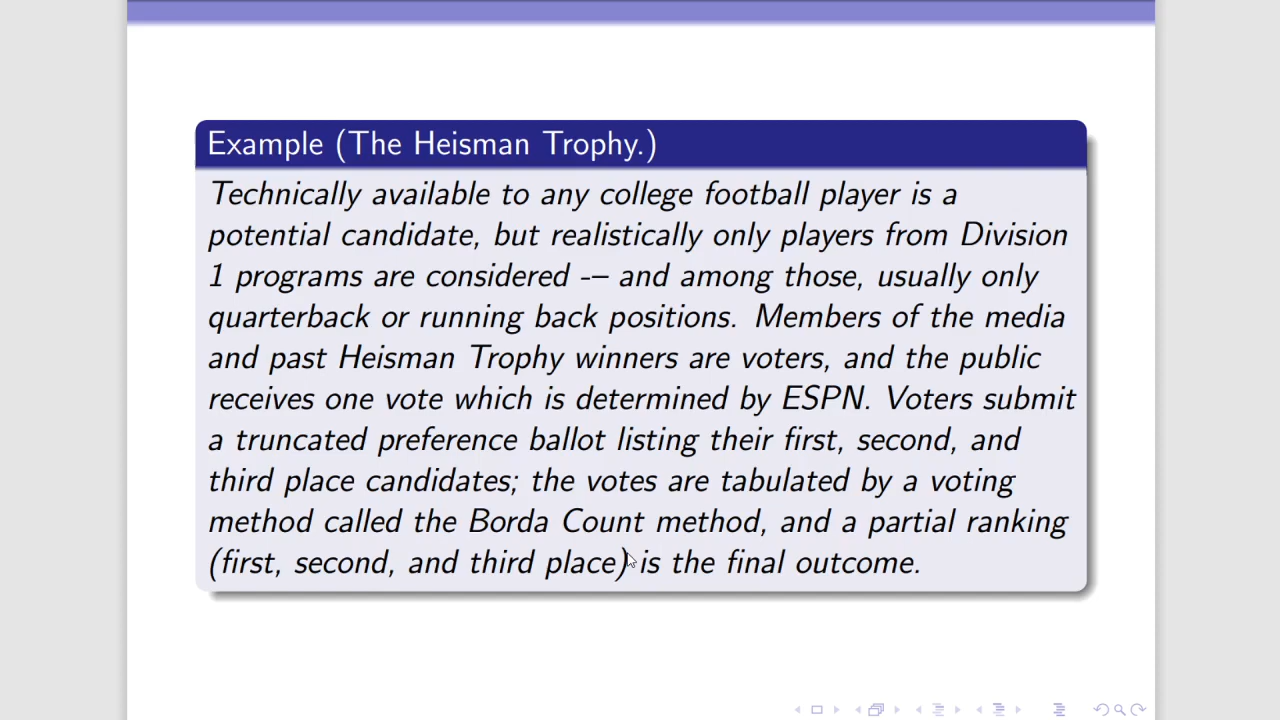 Example (The Heisman Trophy.)
Technically available to any college football player is a
potential candidate, but realistically only players from Division
1 programs are considered -– and among those, usually only
quarterback or running back positions. Members of the media
and past Heisman Trophy winners are voters, and the public
receives one vote which is determined by ESPN. Voters submit
a truncated preference ballot listing their first, second, and
third place candidates; the votes are tabulated by a voting
method called the Borda Count method, and a partial ranking
(first, second, and third place) is the final outcome.